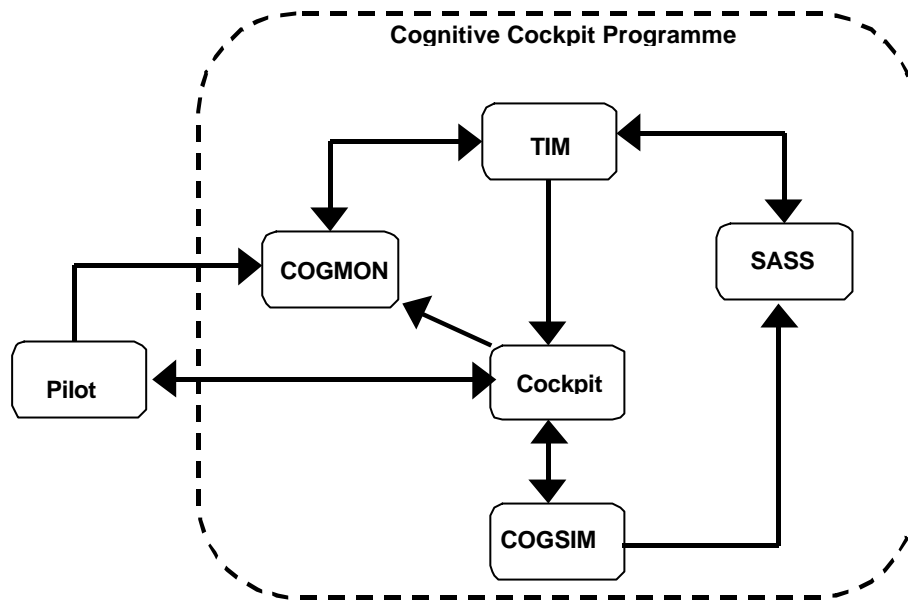 Cognitive Cockpit Programme
TIM
COGMON
SASS
Pilot
Cockpit
COGSIM